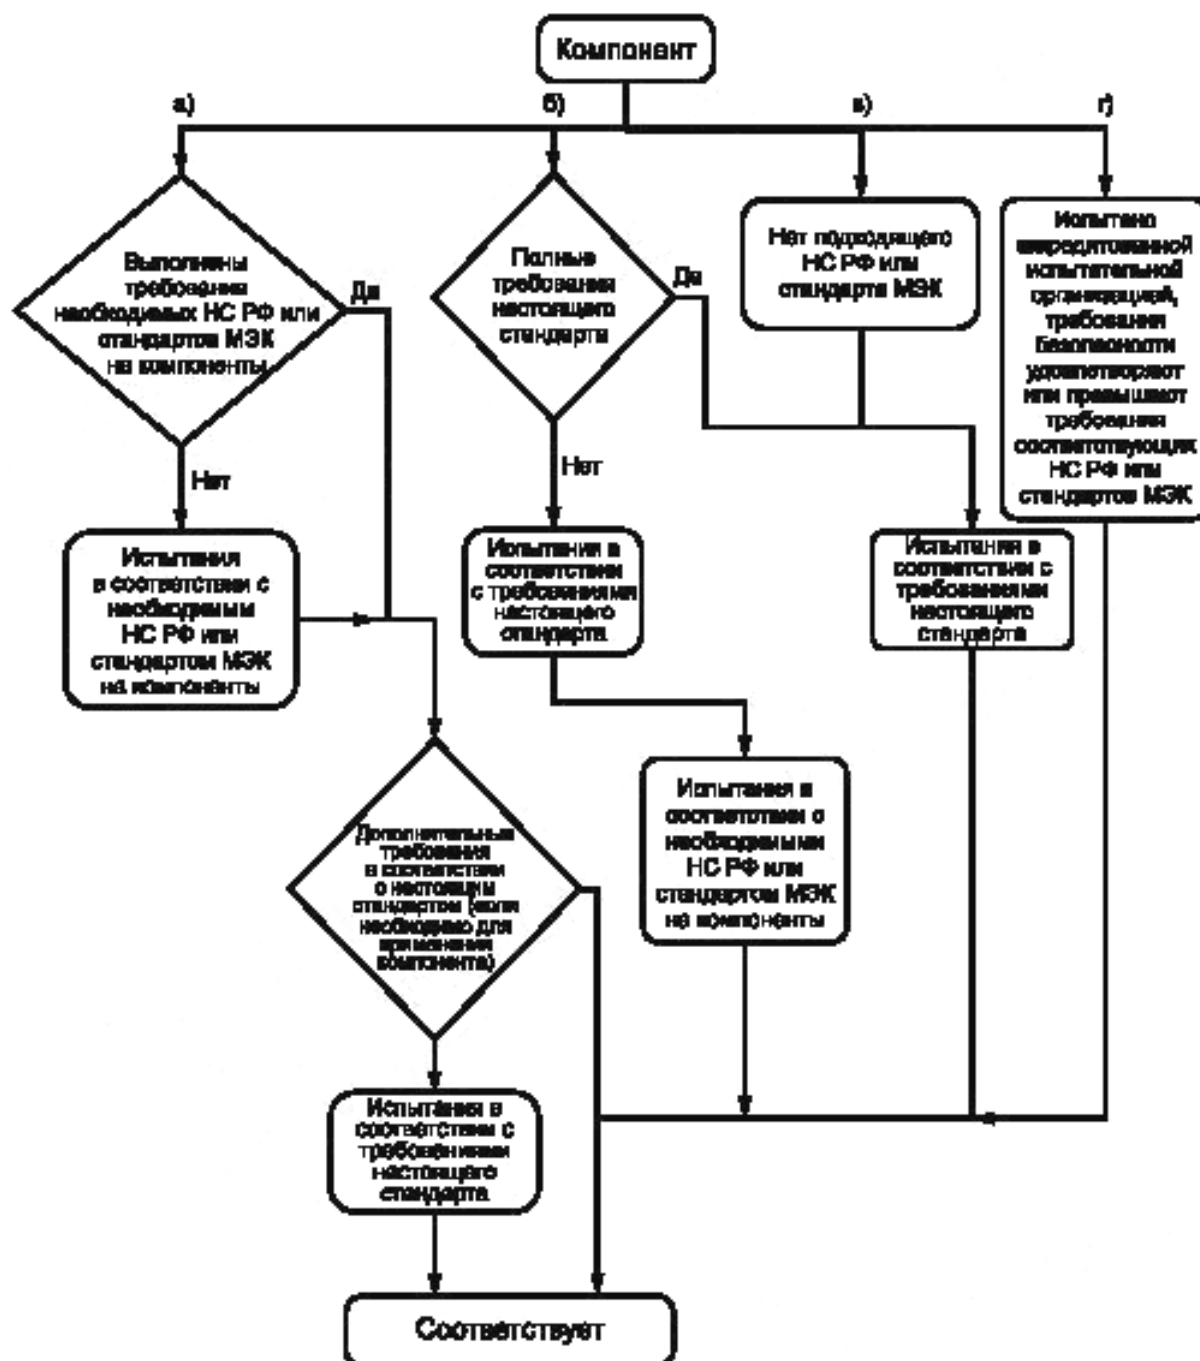 Компонент
а)
б)
в)
г)
Выполнены
требования
необходимых НС РФ или
стандартов МЭК
на компоненты
Да
Нет
Полные
требования
настоящего
стандарта
Да
Нет
Нет подходящего
НС РФ или
стандарта МЭК
Испытано
аккредитованной
испытательной
организацией,
требования
безопасности
удовлетворяют
или превышают
требования
соответствующих
НС РФ или
стандартов МЭК
Испытания
в соответствии с
необходимым
НС РФ или
стандартом МЭК
на компоненты
Испытания в
соответствии
с требованиями
настоящего
стандарта
Испытания в
соответствии с
требованиями
настоящего
стандарта
Дополнительные
требования
в соответствии
с настоящим
стандартом (если
необходимо для
применения
компонента)
Испытания в
соответствии с
необходимыми
НС РФ или
стандартом МЭК
на компоненты
Испытания в
соответствии с
требованиями
настоящего
стандарта
Соответствует